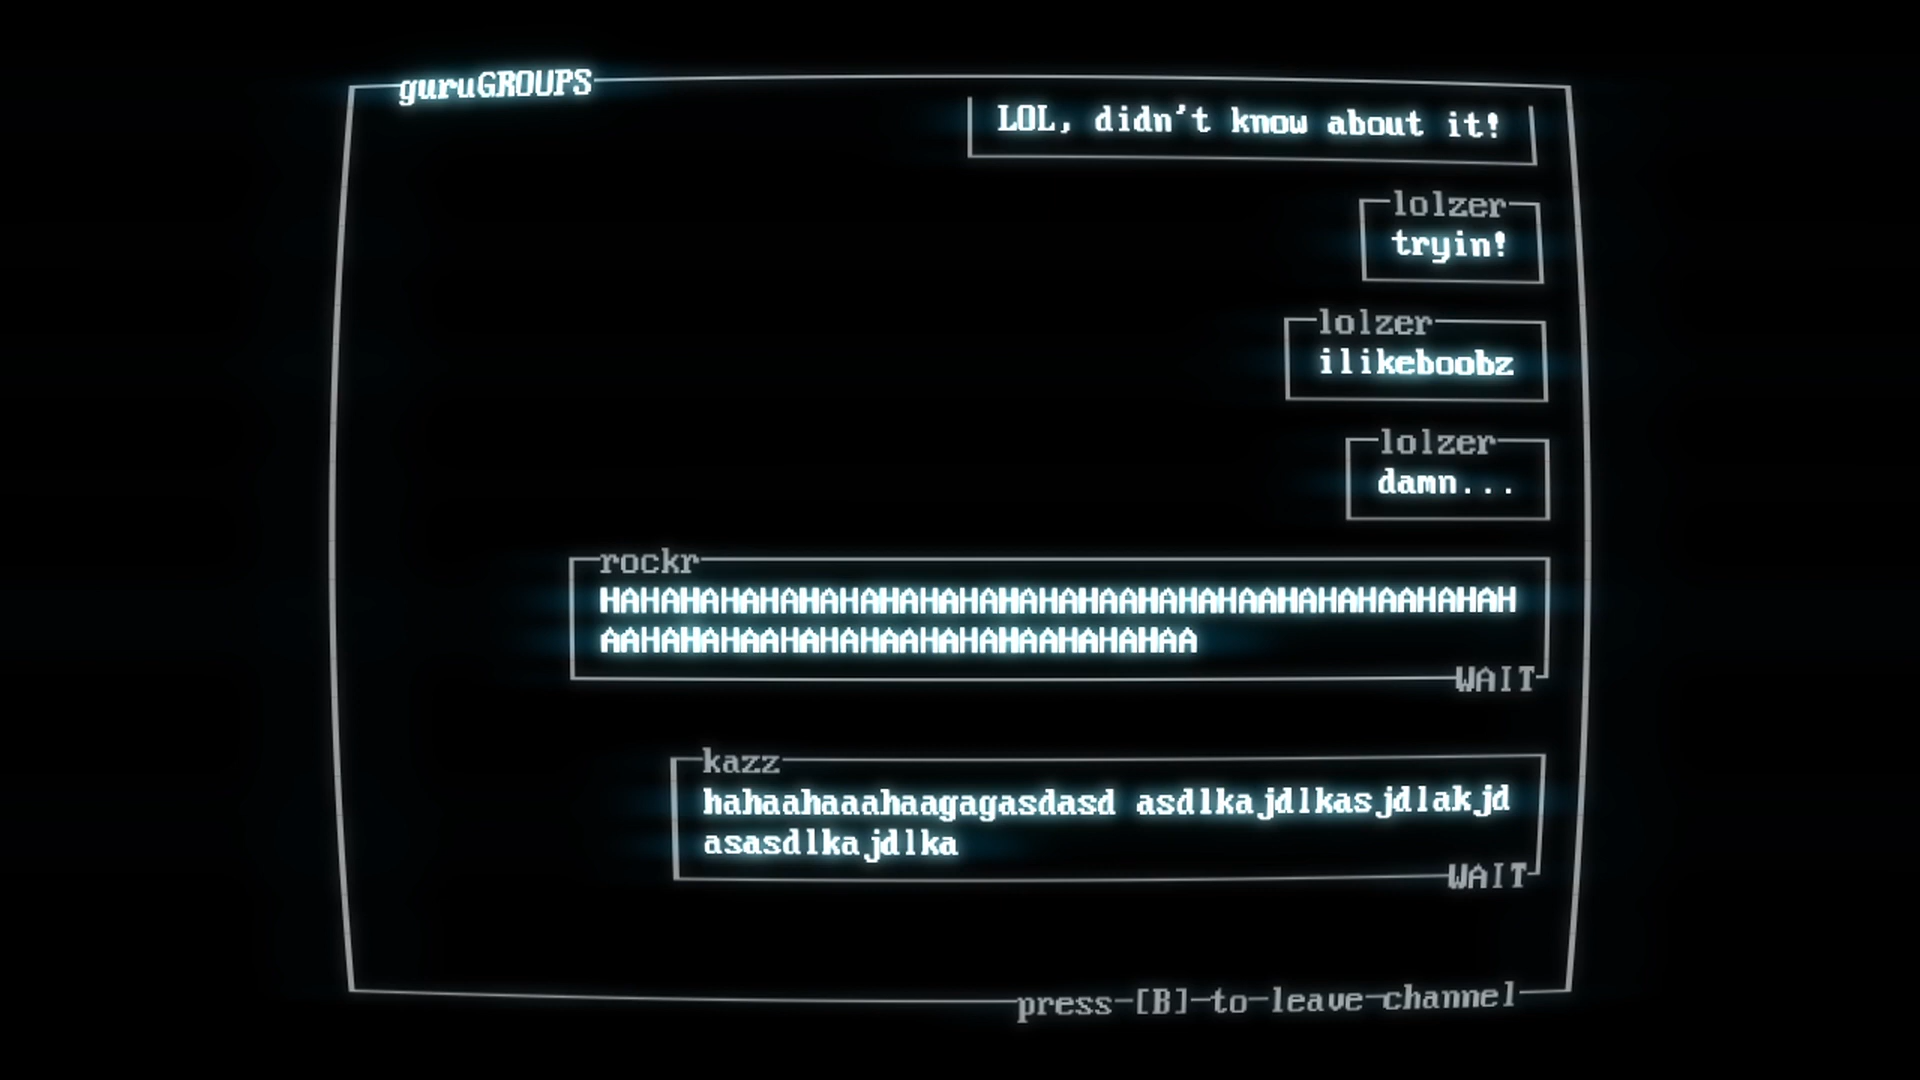 guruGROUPS
LOL, didn't know about it!
lolzer
tryin!
lolzer
ilikeboobz
lolzer
damn...
rockr
HAHAHAHAHAHAHAHAHAHAHAHAHAAHAHAHAAHAHAHAAHAHAH
AAHAHAHAAHAHAHAAHAHAHAAHAHAHAA
WAIT
kazz
hahaahaaahaagagasdasd asdlkajdlkasjdlakjd
asasdlkajdlka
WAIT
press-[B]-to-leave-channel